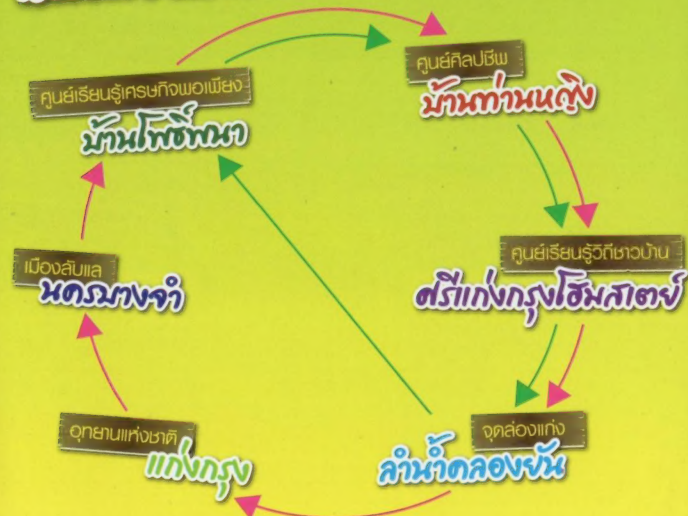 ศูนย์ศิลปชีพ
บ้านท่านหญิง
ศูนย์เรียนรู้เศรษฐกิจพอเพียง
บ้านโพธิ์พนา
ศูนย์เรียนรู้วิถีชาวบ้าน
ศรีแก่งกรุงโฮมสเตย์
เมืองลับแล
นครบางจำ
อุทยานแห่งชาติ
แก่งกรุง
จุดล่องแก่ง
ลำน้ำคลองยัน